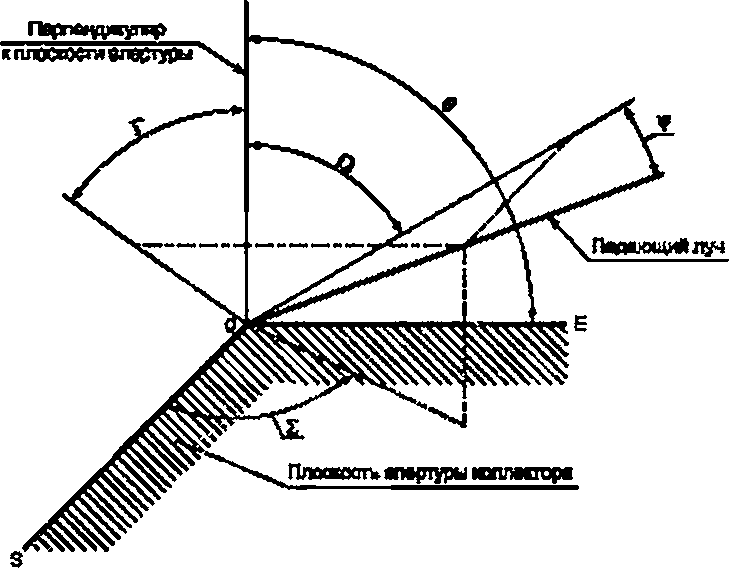 Перпендикуляр
к плоскости апертуры
θ
Ω
Ψ
Падающий луч
O
E
Σ
Плоскость апертуры коллектора
S